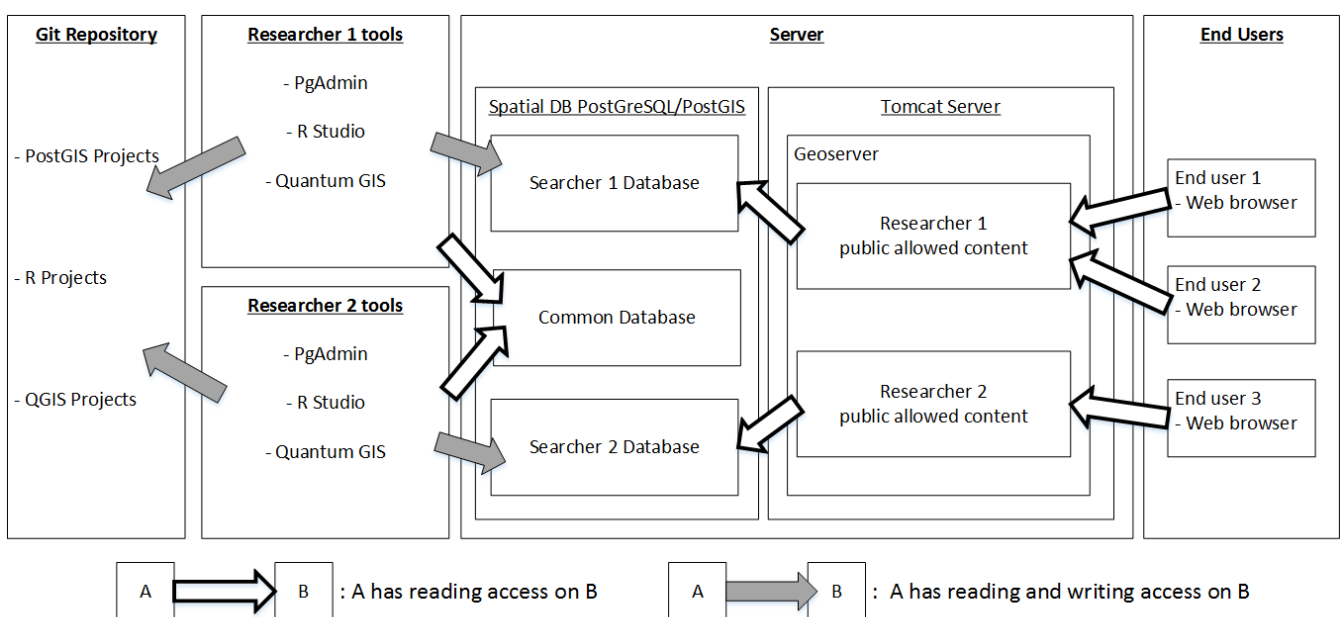 Git Repository
- PostGIS Projects
- R Projects
- QGIS Projects
Researcher 1 tools
- PgAdmin
- R Studio
- Quantum GIS
Researcher 2 tools
- PgAdmin
- R Studio
- Quantum GIS
Server
Spatial DB PostGreSQL/PostGIS
Searcher 1 Database
Common Database
Searcher 2 Database
Tomcat Server
Geoserver
Researcher 1
public allowed content
Researcher 2
public allowed content
End Users
End user 1
- Web browser
End user 2
- Web browser
End user 3
- Web browser
A
B
: A has reading access on B
A
B
: A has reading and writing access on B